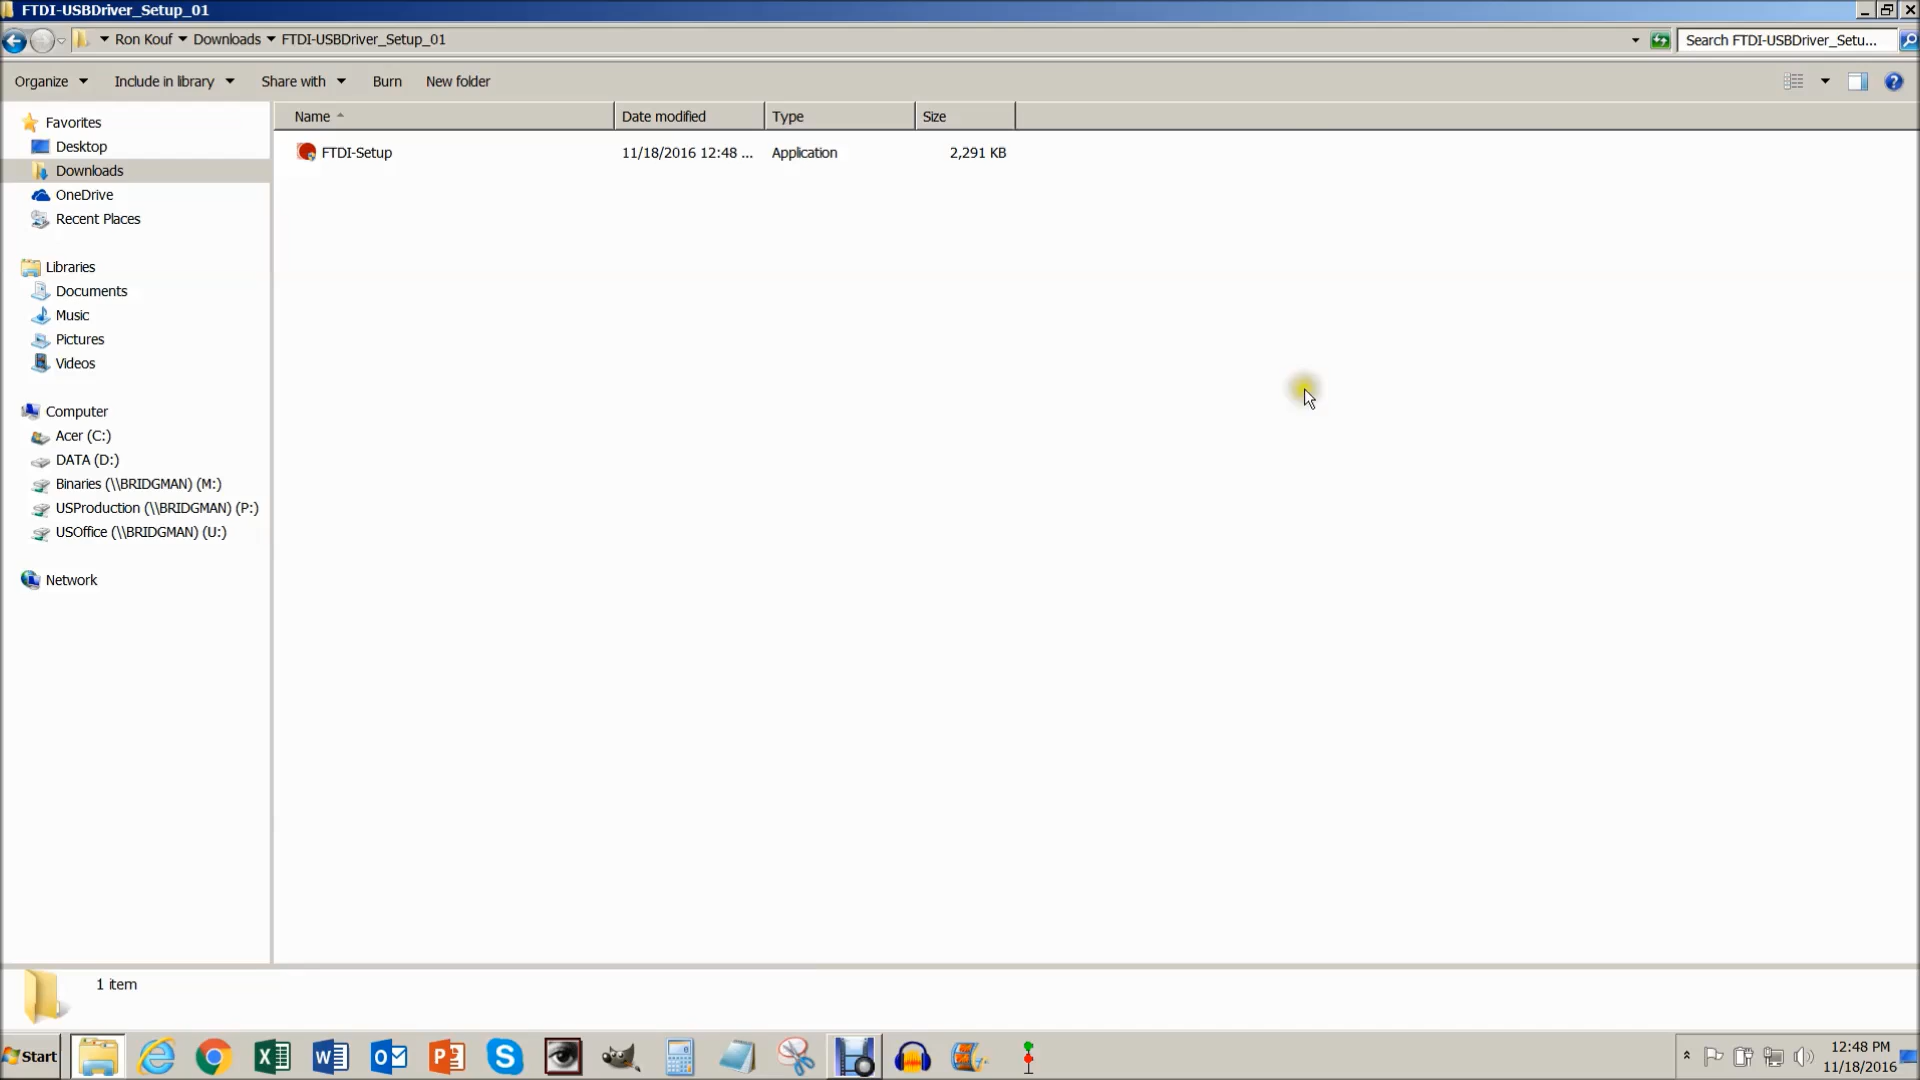 FTDI-USBDriver_Setup_01
Ron Kouf Downloads FTDI-USBDriver_Setup_01
Search FTDI-USBDriver_Setu...
Organize Include in library Share with Burn New folder
Favorites
Desktop
Downloads
OneDrive
Recent Places
Libraries
Documents
Music
Pictures
Videos
Computer
Acer (C:)
DATA (D:)
Binaries (\\BRIDGMAN) (M:)
USProduction (\\BRIDGMAN) (P:)
USOffice (\\BRIDGMAN) (U:)
Network
Name Date modified Type Size
FTDI-Setup 11/18/2016 12:48 ... Application 2,291 KB
1 item
Start
12:48 PM
11/18/2016